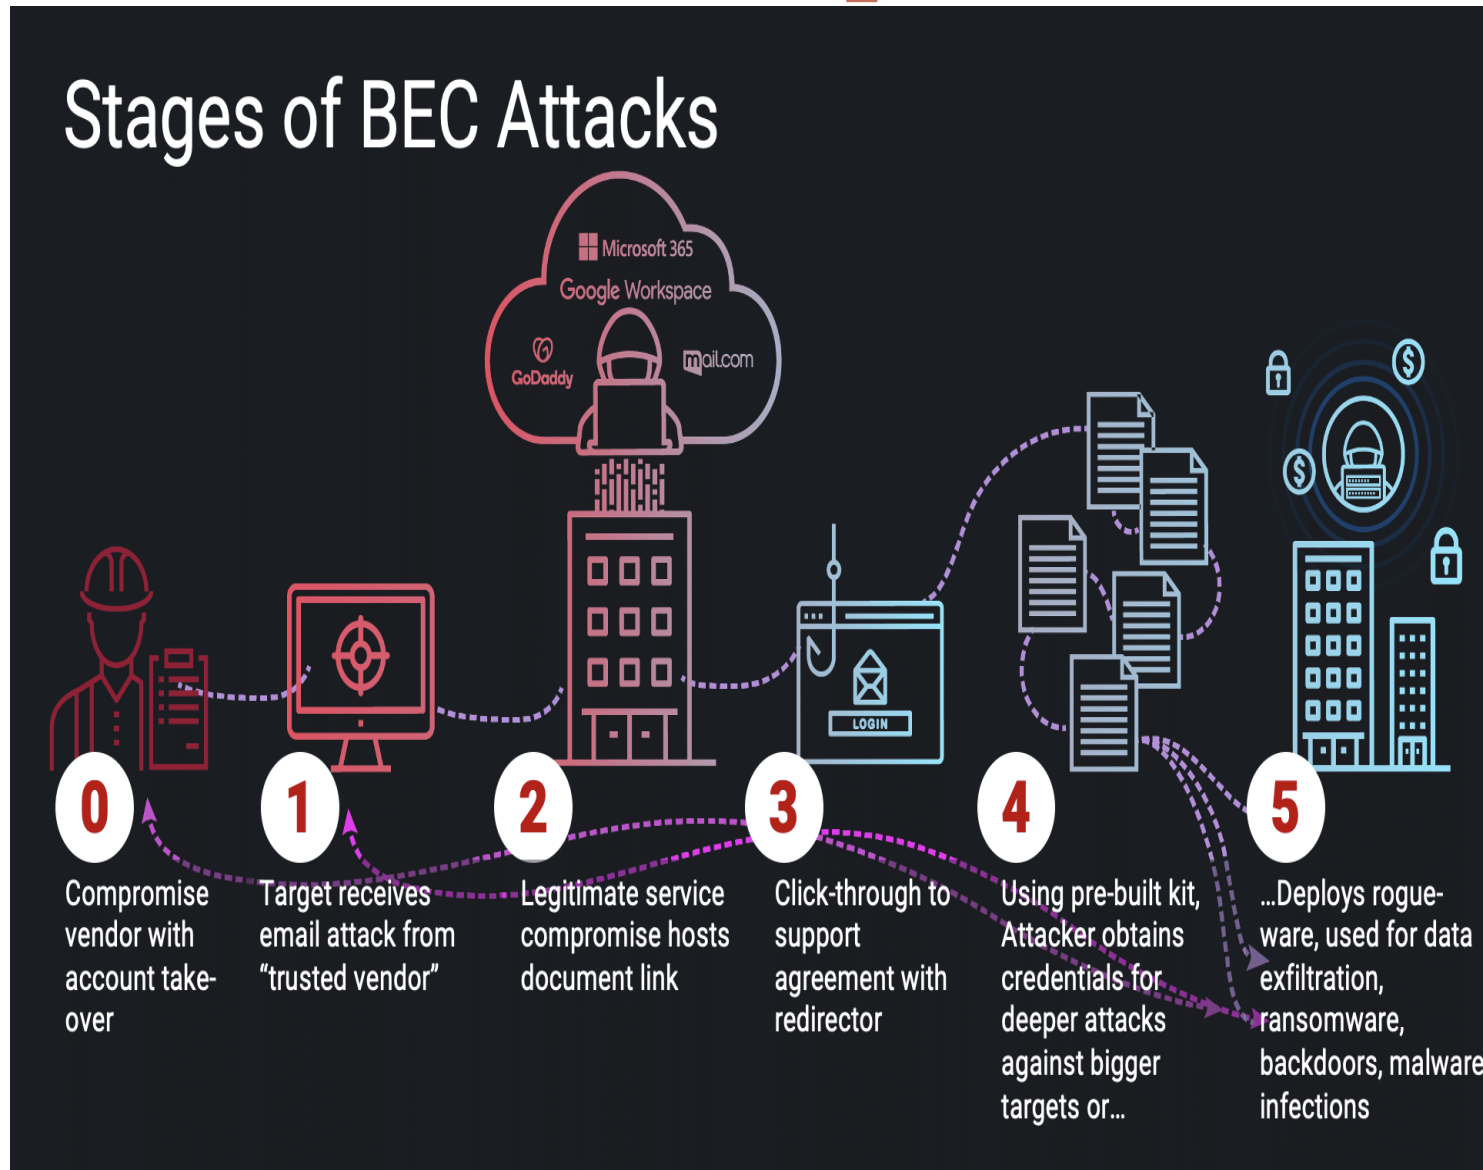 Stages of BEC Attacks
Microsoft 365
Google Workspace
GoDaddy
mail.com
LOGIN
0
Compromise
vendor with
account take-
over
1
Target receives
email attack from
“trusted vendor”
2
Legitimate service
compromise hosts
document link
3
Click-through to
support
agreement with
redirector
4
Using pre-built kit,
Attacker obtains
credentials for
deeper attacks
against bigger
targets or...
5
...Deploys rogue-
ware, used for data
exfiltration,
ransomware,
backdoors, malware
infections